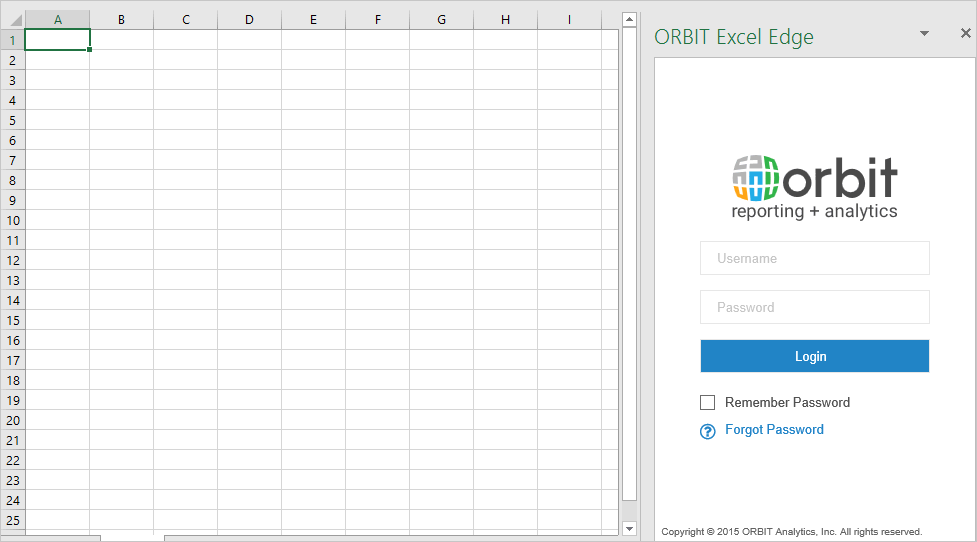 A B C D E F G H I
1
2
3
4
5
6
7
8
9
10
11
12
13
14
15
16
17
18
19
20
21
22
23
24
25
ORBIT Excel Edge
orbit
reporting + analytics
Username
Password
Login
Remember Password
? Forgot Password
Copyright © 2015 ORBIT Analytics, Inc. All rights reserved.